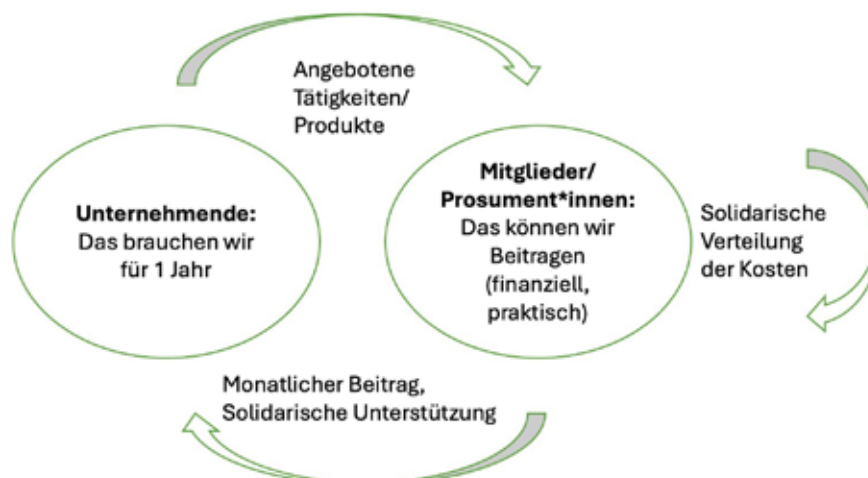 Angebotene
Tätigkeiten/
Produkte
Unternehmende:
Das brauchen wir
für 1 Jahr
Mitglieder/
Prosument*innen:
Das können wir
Beitragen
(finanziell,
praktisch)
Solidarische
Verteilung
der Kosten
Monatlicher Beitrag,
Solidarische Unterstützung